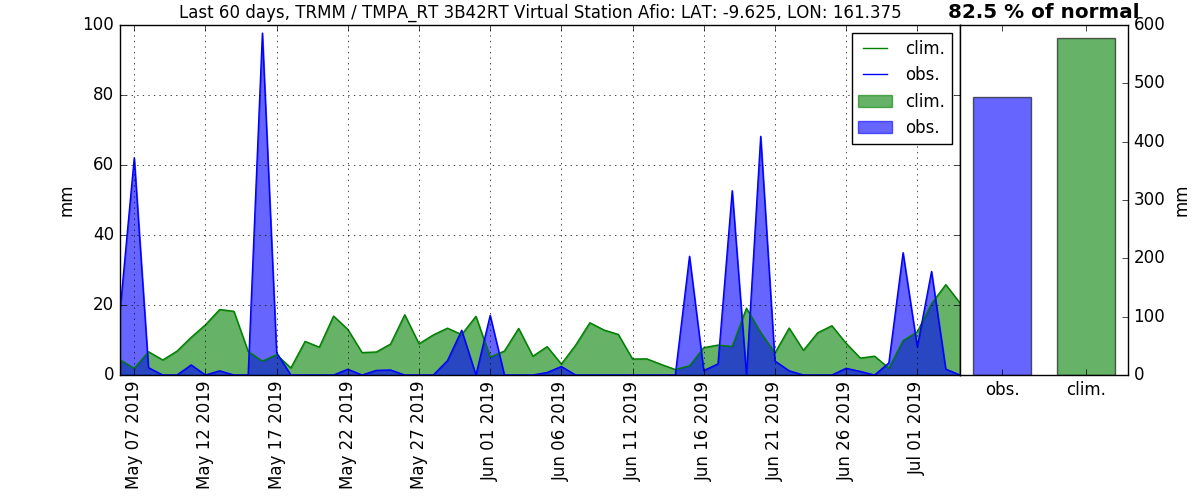 Last 60 days, TRMM / TMPA_RT 3B42RT Virtual Station Afio: LAT: -9.625, LON: 161.375
82.5 % of normal
100
80
60
40
20
0
mm
clim.
obs.
clim.
obs.
600
500
400
300
200
100
0
mm
obs.
clim.
May 07 2019
May 12 2019
May 17 2019
May 22 2019
May 27 2019
Jun 01 2019
Jun 06 2019
Jun 11 2019
Jun 16 2019
Jun 21 2019
Jun 26 2019
Jul 01 2019